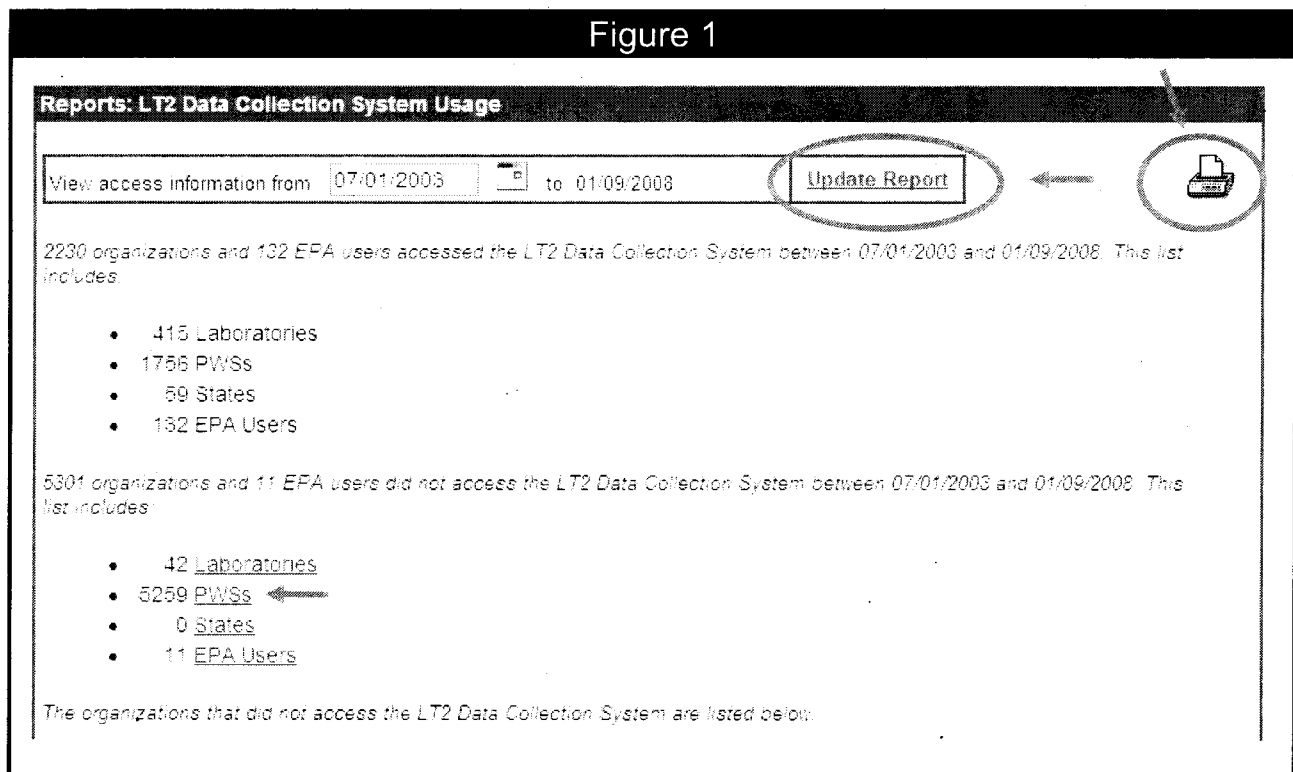 Figure 1
Reports: LT2 Data Collection System Usage
View access information from 07/01/2003 to 01/09/2008 Update Report
2230 organizations and 132 EPA users accessed the LT2 Data Collection System between 07/01/2003 and 01/09/2008. This list
includes:
• 415 Laboratories
• 1756 PWSs
• 59 States
• 132 EPA Users
5301 organizations and 11 EPA users did not access the LT2 Data Collection System between 07/01/2003 and 01/09/2008. This
list includes:
• 42 Laboratories
• 5259 PWSs
• 0 States
• 11 EPA Users
The organizations that did not access the LT2 Data Collection System are listed below.